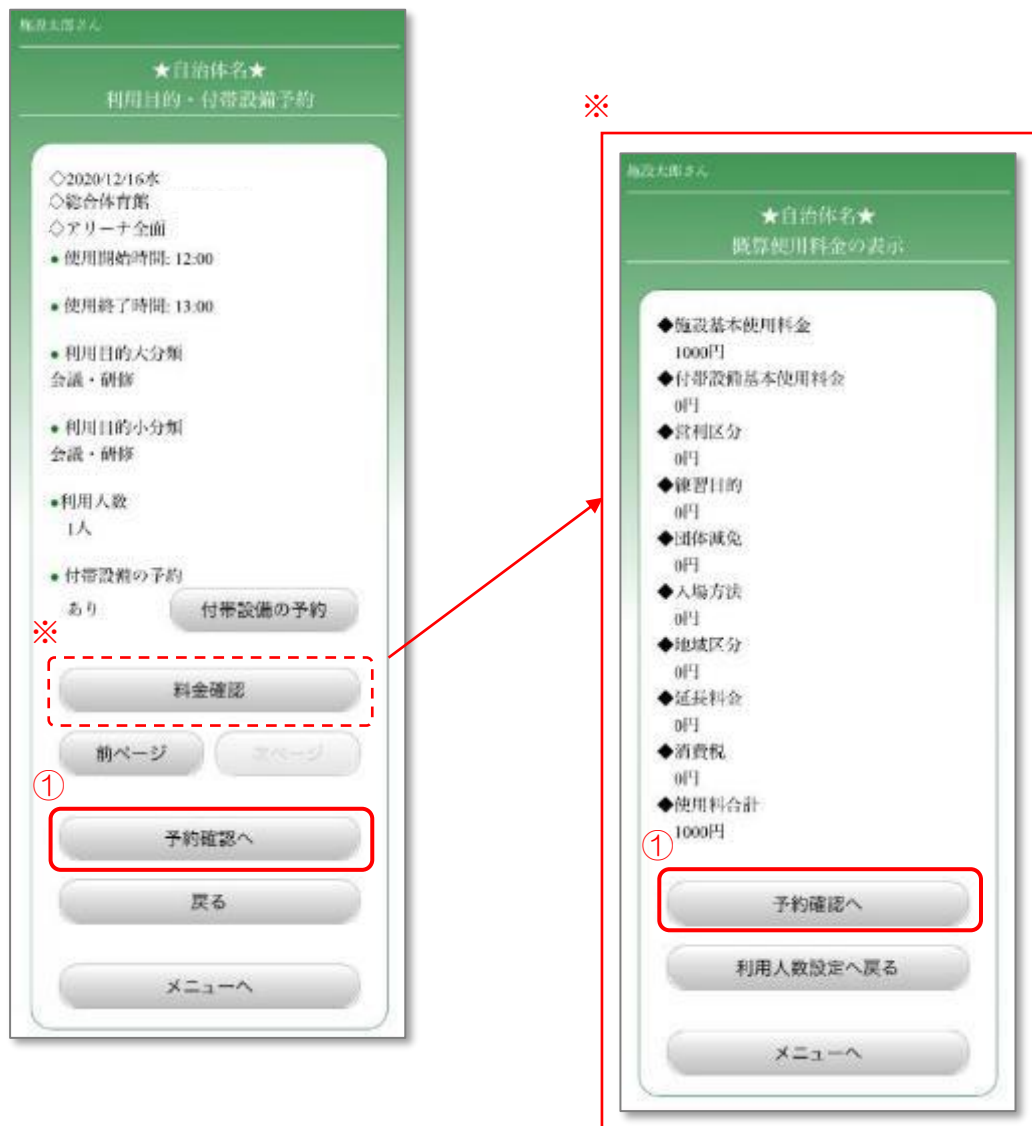 施設太郎さん
★自治体名★
利用目的・付帯設備予約
◇2020/12/16水
◇総合体育館
◇アリーナ全面
●使用開始時間: 12:00
●使用終了時間: 13:00
●利用目的大分類
会議・研修
●利用目的小分類
会議・研修
●利用人数
1人
●付帯設備の予約
あり 付帯設備の予約
※
料金確認
前ページ 次ページ
①
予約確認へ
戻る
メニューへ
※
施設太郎さん
★自治体名★
概算使用料金の表示
◆施設基本使用料金
1000円
◆付帯設備基本使用料金
0円
◆営利区分
0円
◆練習目的
0円
◆団体減免
0円
◆入場方法
0円
◆地域区分
0円
◆延長料金
0円
◆消費税
0円
◆使用料合計
1000円
①
予約確認へ
利用人数設定へ戻る
メニューへ